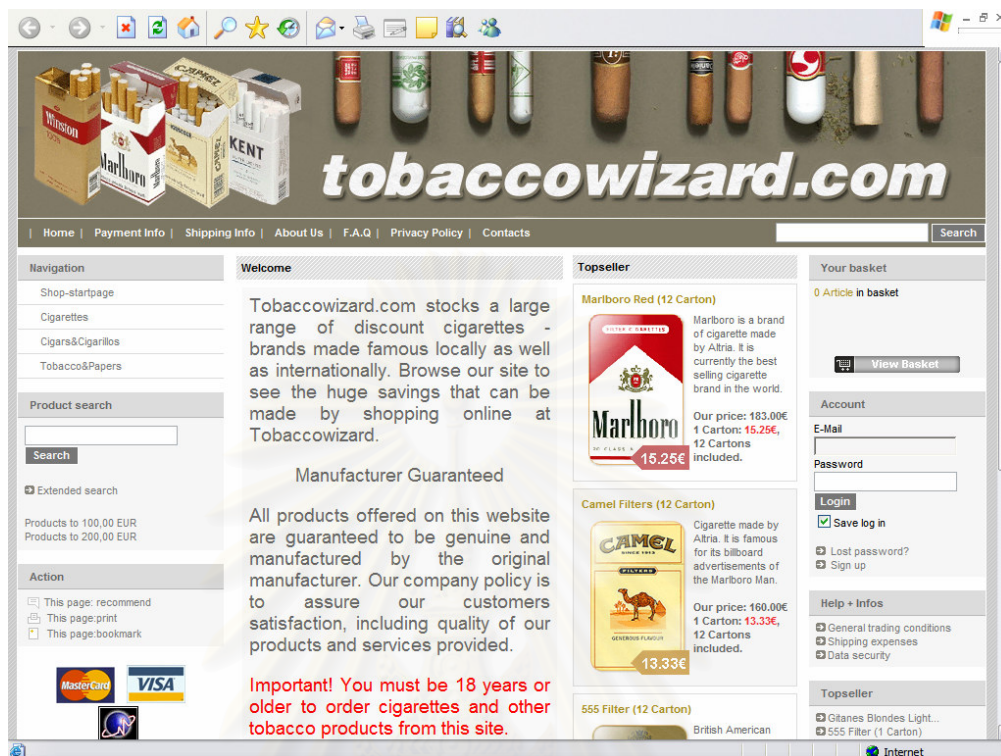 Winston
Marlboro
CAMEL
CAMEL
KENT
tobaccowizard.com
| Home | Payment Info | Shipping Info | About Us | F.A.Q | Privacy Policy | Contacts
Search
Navigation
Shop-startpage
Cigarettes
Cigars&Cigarillos
Tobacco&Papers
Product search
Search
Extended search
Products to 100,00 EUR
Products to 200,00 EUR
Action
This page: recommend
This page:print
This page:bookmark
MasterCard
VISA
Welcome
Tobaccowizard.com stocks a large
range of discount cigarettes -
brands made famous locally as well
as internationally. Browse our site to
see the huge savings that can be
made by shopping online at
Tobaccowizard.
Manufacturer Guaranteed
All products offered on this website
are guaranteed to be genuine and
manufactured by the original
manufacturer. Our company policy is
to assure our customers
satisfaction, including quality of our
products and services provided.
Important! You must be 18 years or
older to order cigarettes and other
tobacco products from this site.
Topseller
Marlboro Red (12 Carton)
FILTER CIGARETTES
Marlboro
20 CLASS A
15.25€
Marlboro is a brand
of cigarette made
by Altria. It is
currently the best
selling cigarette
brand in the world.
Our price: 183.00€
1 Carton: 15.25€,
12 Cartons
included.
Camel Filters (12 Carton)
CAMEL
SINCE 1913
FILTERS
GENEROUS FLAVOUR
13.33€
Cigarette made by
Altria. It is famous
for its billboard
advertisements of
the Marlboro Man.
Our price: 160.00€
1 Carton: 13.33€,
12 Cartons
included.
555 Filter (12 Carton)
British American
Your basket
0 Article in basket
View Basket
Account
E-Mail
Password
Login
Save log in
Lost password?
Sign up
Help + Infos
General trading conditions
Shipping expenses
Data security
Topseller
Gitanes Blondes Light...
555 Filter (1 Carton)
Internet